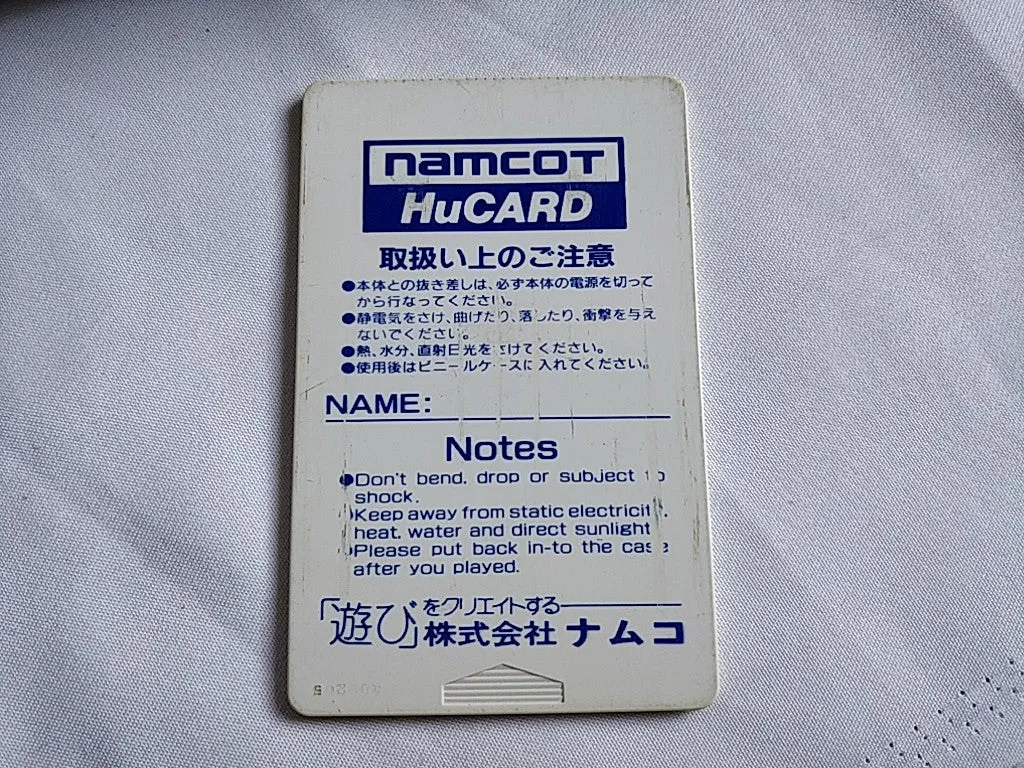 namcot
HuCARD
取扱い上のご注意
●本体との抜き差しは、必ず本体の電源を切って
から行なってください。
●静電気をさけ、曲げたり、落したり、衝撃を与え
ないでください。
●熱、水分、直射日光をさけてください。
●使用後はビニールケースに入れてください。
NAME:
Notes
●Don't bend, drop or subject to
shock.
●Keep away from static electricity,
heat, water and direct sunlight
●Please put back in-to the case
after you played.
「遊び」をクリエイトする
株式会社ナムコ